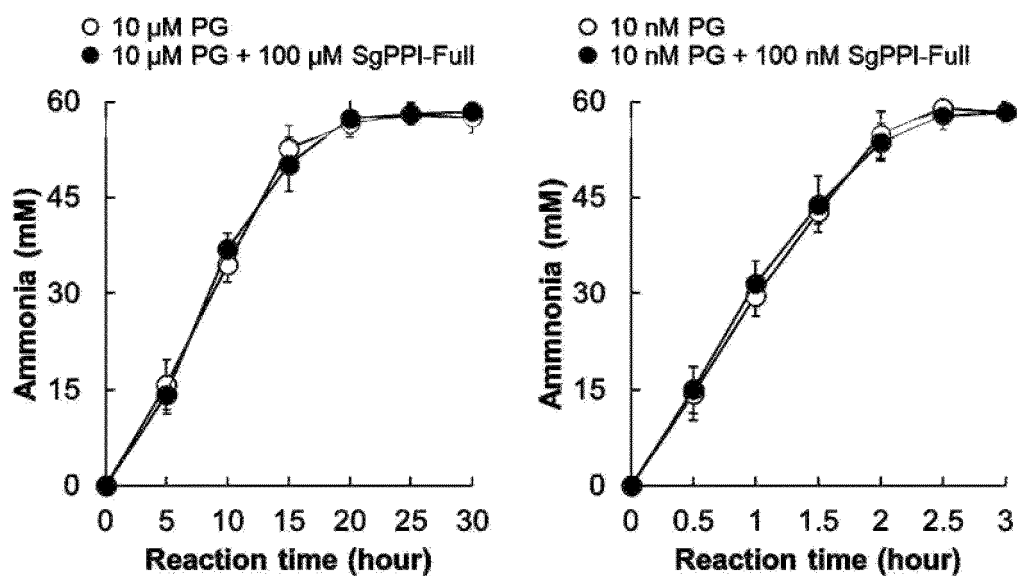 10 µM PG
10 µM PG + 100 µM SgPPI-Full
60
45
30
15
0
Ammonia (mM)
0 5 10 15 20 25 30
Reaction time (hour)
10 nM PG
10 nM PG + 100 nM SgPPI-Full
60
45
30
15
0
Ammnonia (mM)
0 0.5 1 1.5 2 2.5 3
Reaction time (hour)